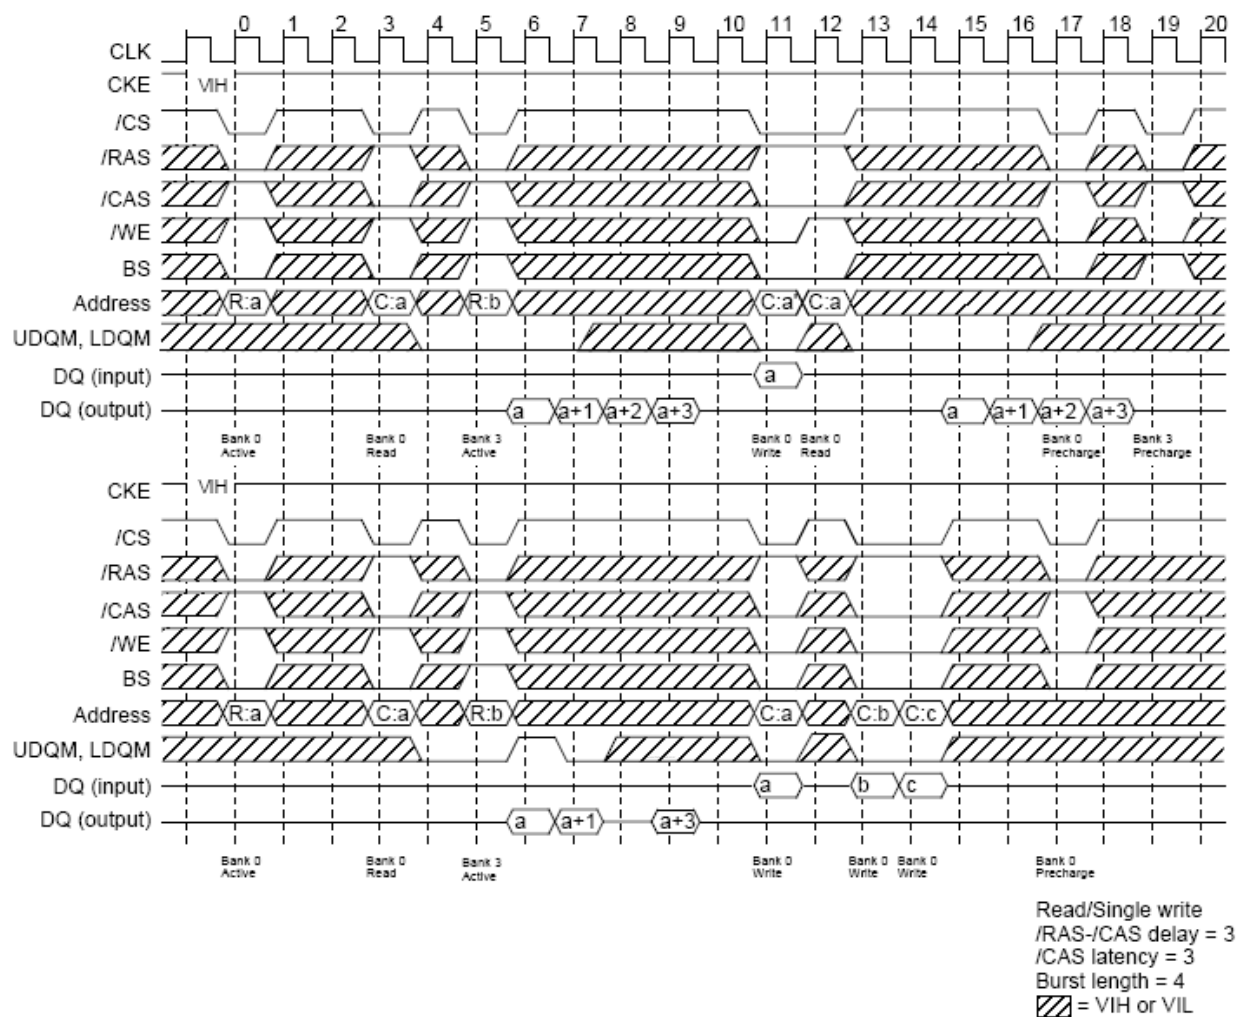 0 1 2 3 4 5 6 7 8 9 10 11 12 13 14 15 16 17 18 19 20
CLK
CKE VIH
/CS
/RAS
/CAS
/WE
BS
Address R:a C:a R:b C:a' C:a
UDQM, LDQM
DQ (input) a
DQ (output) a a+1 a+2 a+3 a a+1 a+2 a+3
Bank 0 Bank 0 Bank 3 Bank 0 Bank 0 Bank 0 Bank 3
Active Read Active Write Read Precharge Precharge
CKE VIH
/CS
/RAS
/CAS
/WE
BS
Address R:a C:a R:b C:a C:b C:c
UDQM, LDQM
DQ (input) a b c
DQ (output) a a+1 a+3
Bank 0 Bank 0 Bank 3 Bank 0 Bank 0 Bank 0 Bank 0
Active Read Active Write Write Write Precharge
Read/Single write
/RAS-/CAS delay = 3
/CAS latency = 3
Burst length = 4
= VIH or VIL